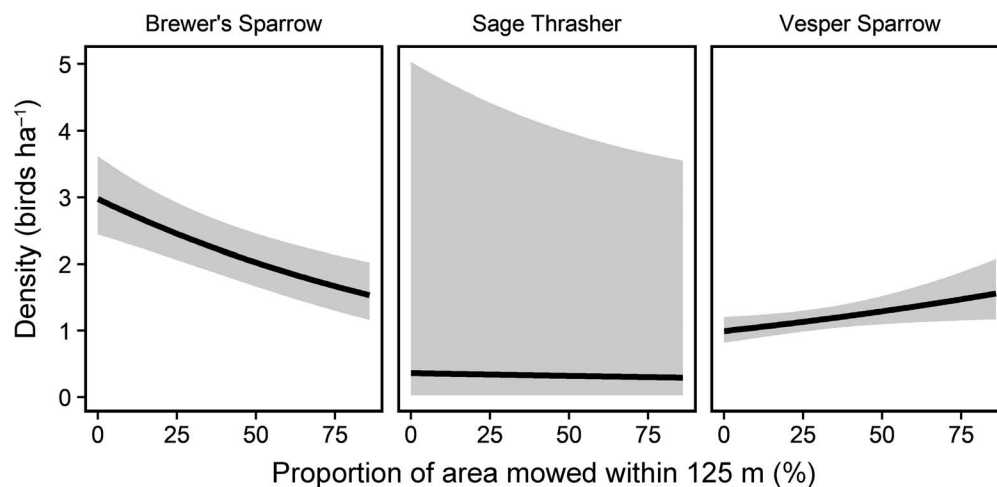 Brewer's Sparrow Sage Thrasher Vesper Sparrow
Density (birds ha⁻¹)
5
4
3
2
1
0
0 25 50 75 0 25 50 75 0 25 50 75
Proportion of area mowed within 125 m (%)